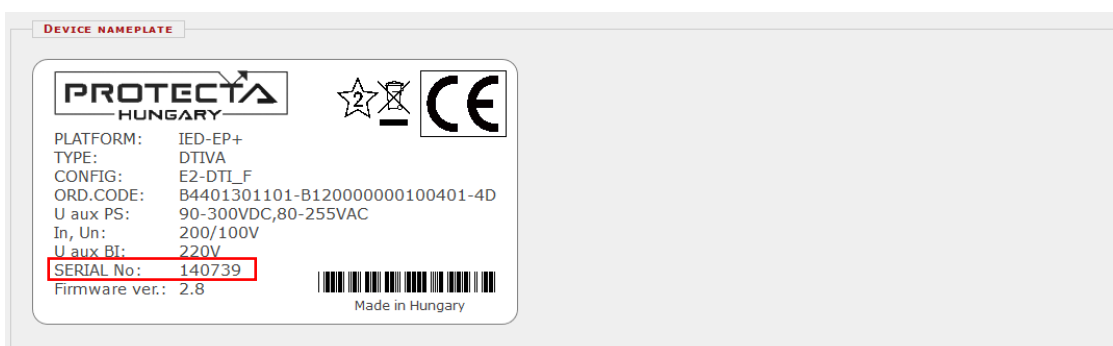 DEVICE NAMEPLATE
PROTECTA
HUNGARY
2
CE
PLATFORM: IED-EP+
TYPE: DTIVA
CONFIG: E2-DTI_F
ORD.CODE: B4401301101-B120000000100401-4D
U aux PS: 90-300VDC,80-255VAC
In, Un: 200/100V
U aux BI: 220V
SERIAL No: 140739
Firmware ver.: 2.8
Made in Hungary